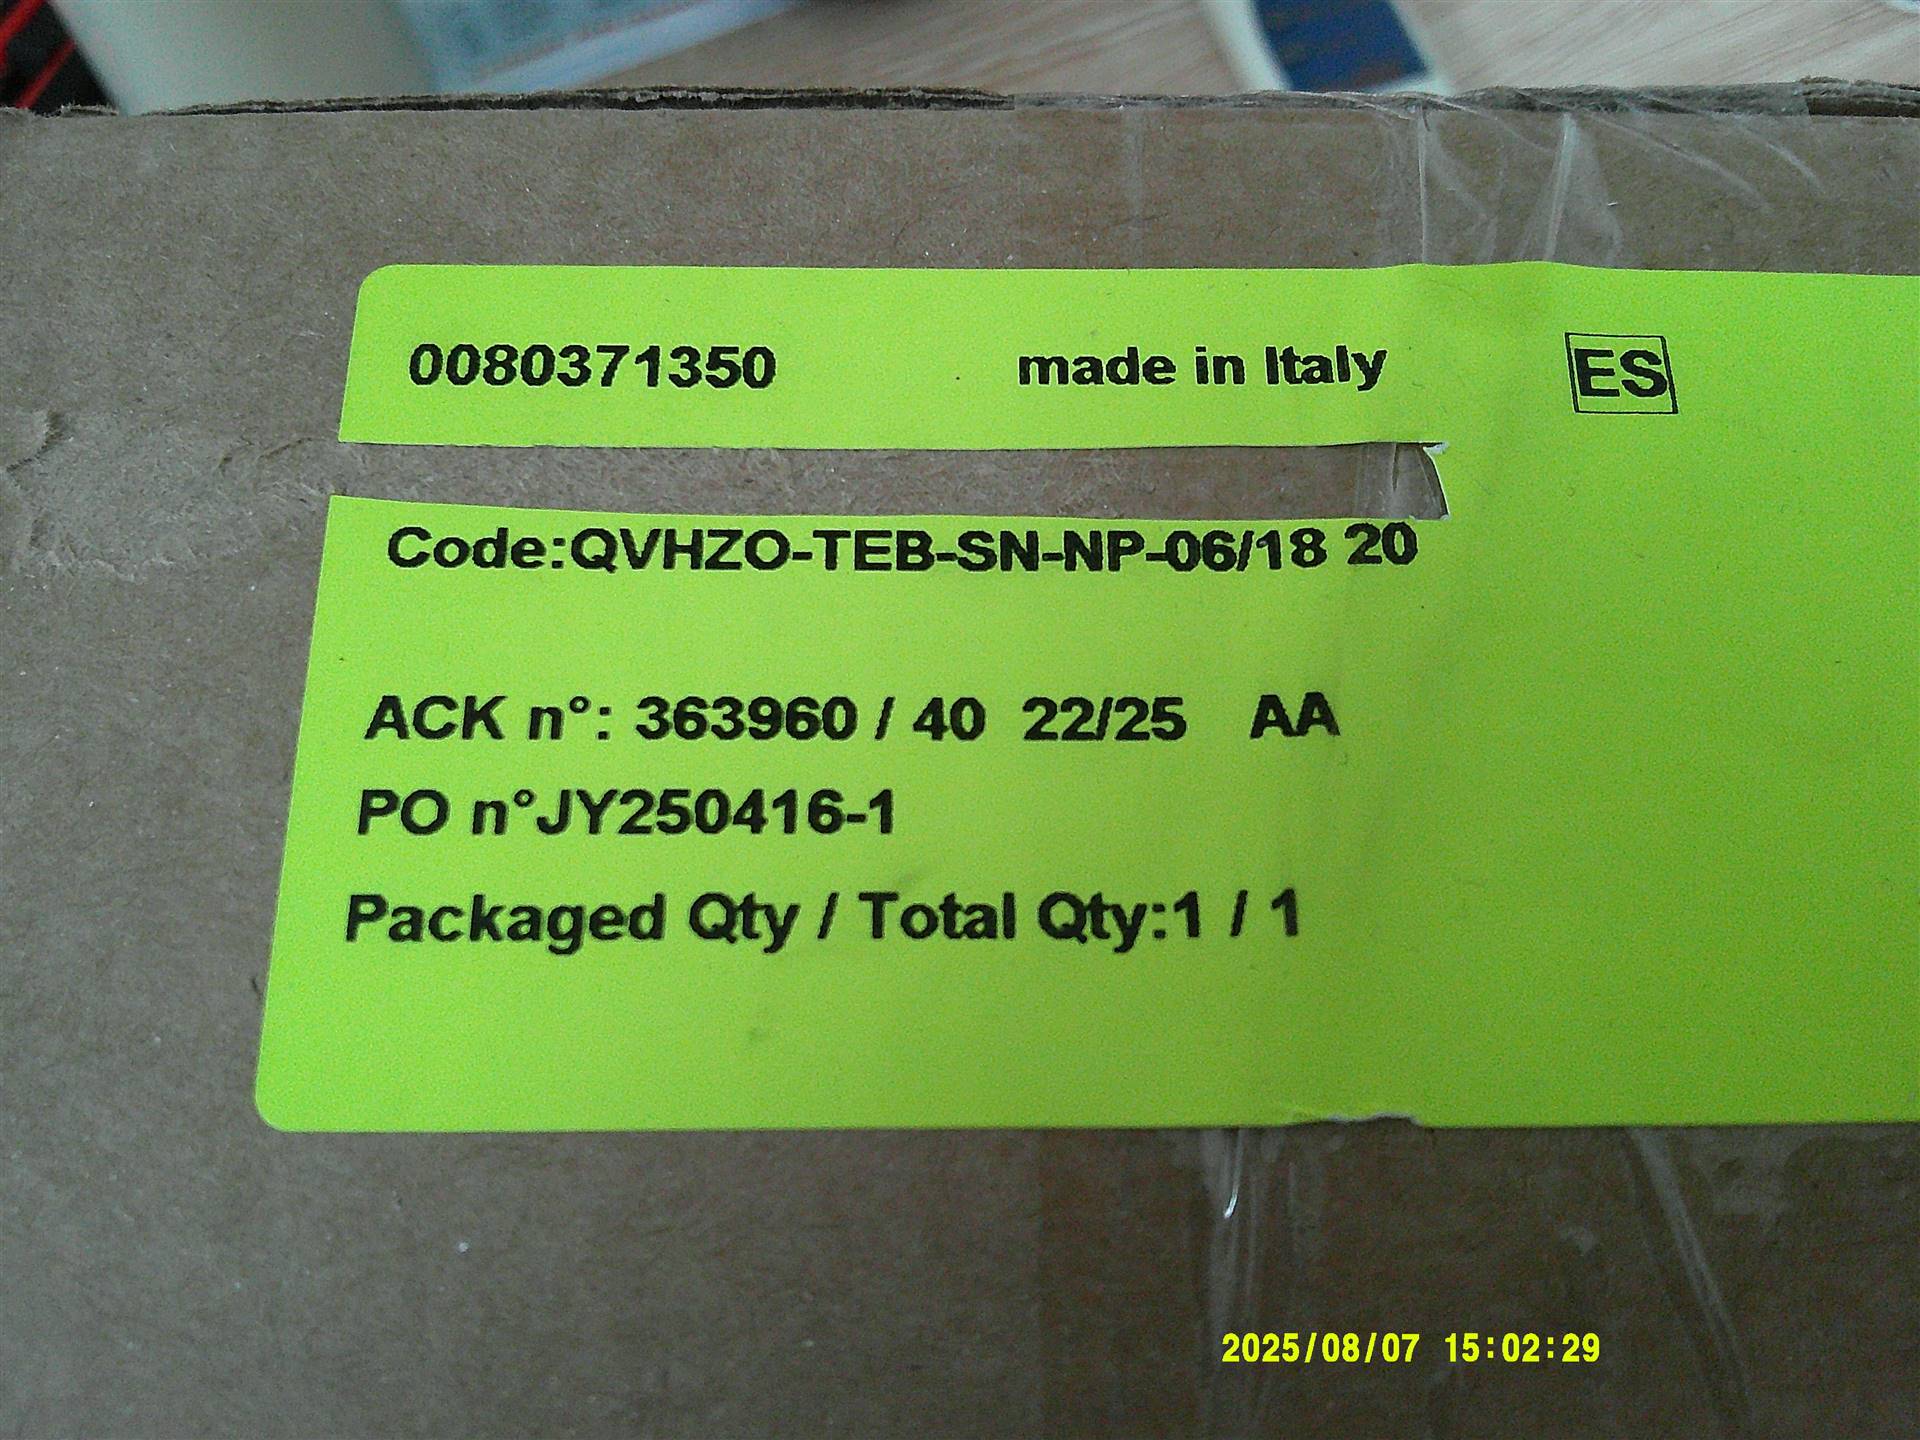 0080371350 made in Italy ES
Code:QVHZO-TEB-SN-NP-06/18 20
ACK n°: 363960 / 40 22/25 AA
PO n°JY250416-1
Packaged Qty / Total Qty:1 / 1
2025/08/07 15:02:29